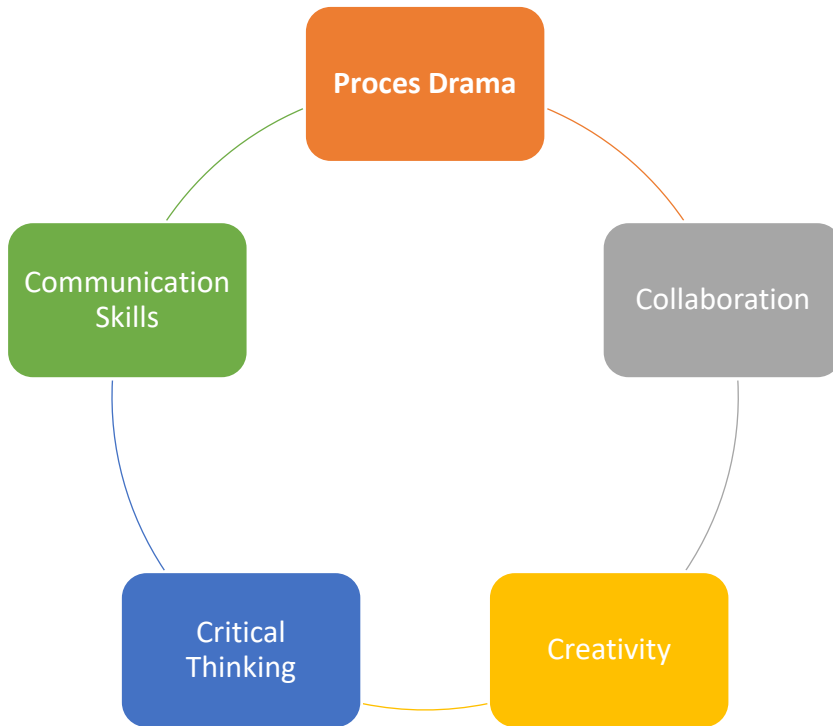 Proces Drama
Communication
Skills
Collaboration
Critical
Thinking
Creativity